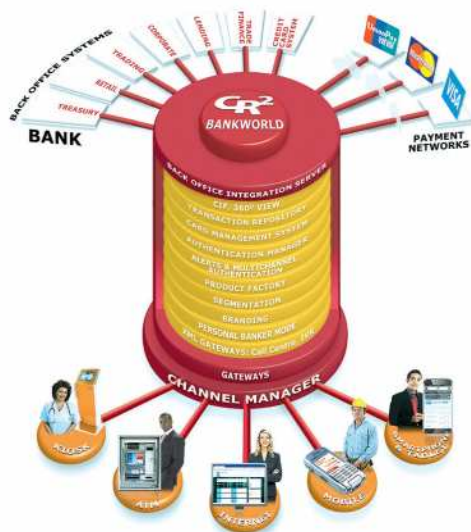 BACK OFFICE SYSTEMS
TREASURY
RETAIL
TRADING
CORPORATE
LENDING
TRADE
FINANCE
CREDIT
CARD
SYSTEM
BANK
UnionPay
VISA
PAYMENT
NETWORKS
CR2
BANKWORLD
BACK OFFICE INTEGRATION SERVER
CIF, 360° VIEW
TRANSACTION REPOSITORY
CARD MANAGEMENT SYSTEM
AUTHENTICATION MANAGER
ALERTS & MULTICHANNEL
AUTHENTICATION
PRODUCT FACTORY
SEGMENTATION
BRANDING
PERSONAL BANKER MODE
XML GATEWAYS: Call Centre, IVR
GATEWAYS
CHANNEL MANAGER
KIOSK
ATM
INTERNET
MOBILE
SMARTPHONE
& TABLET